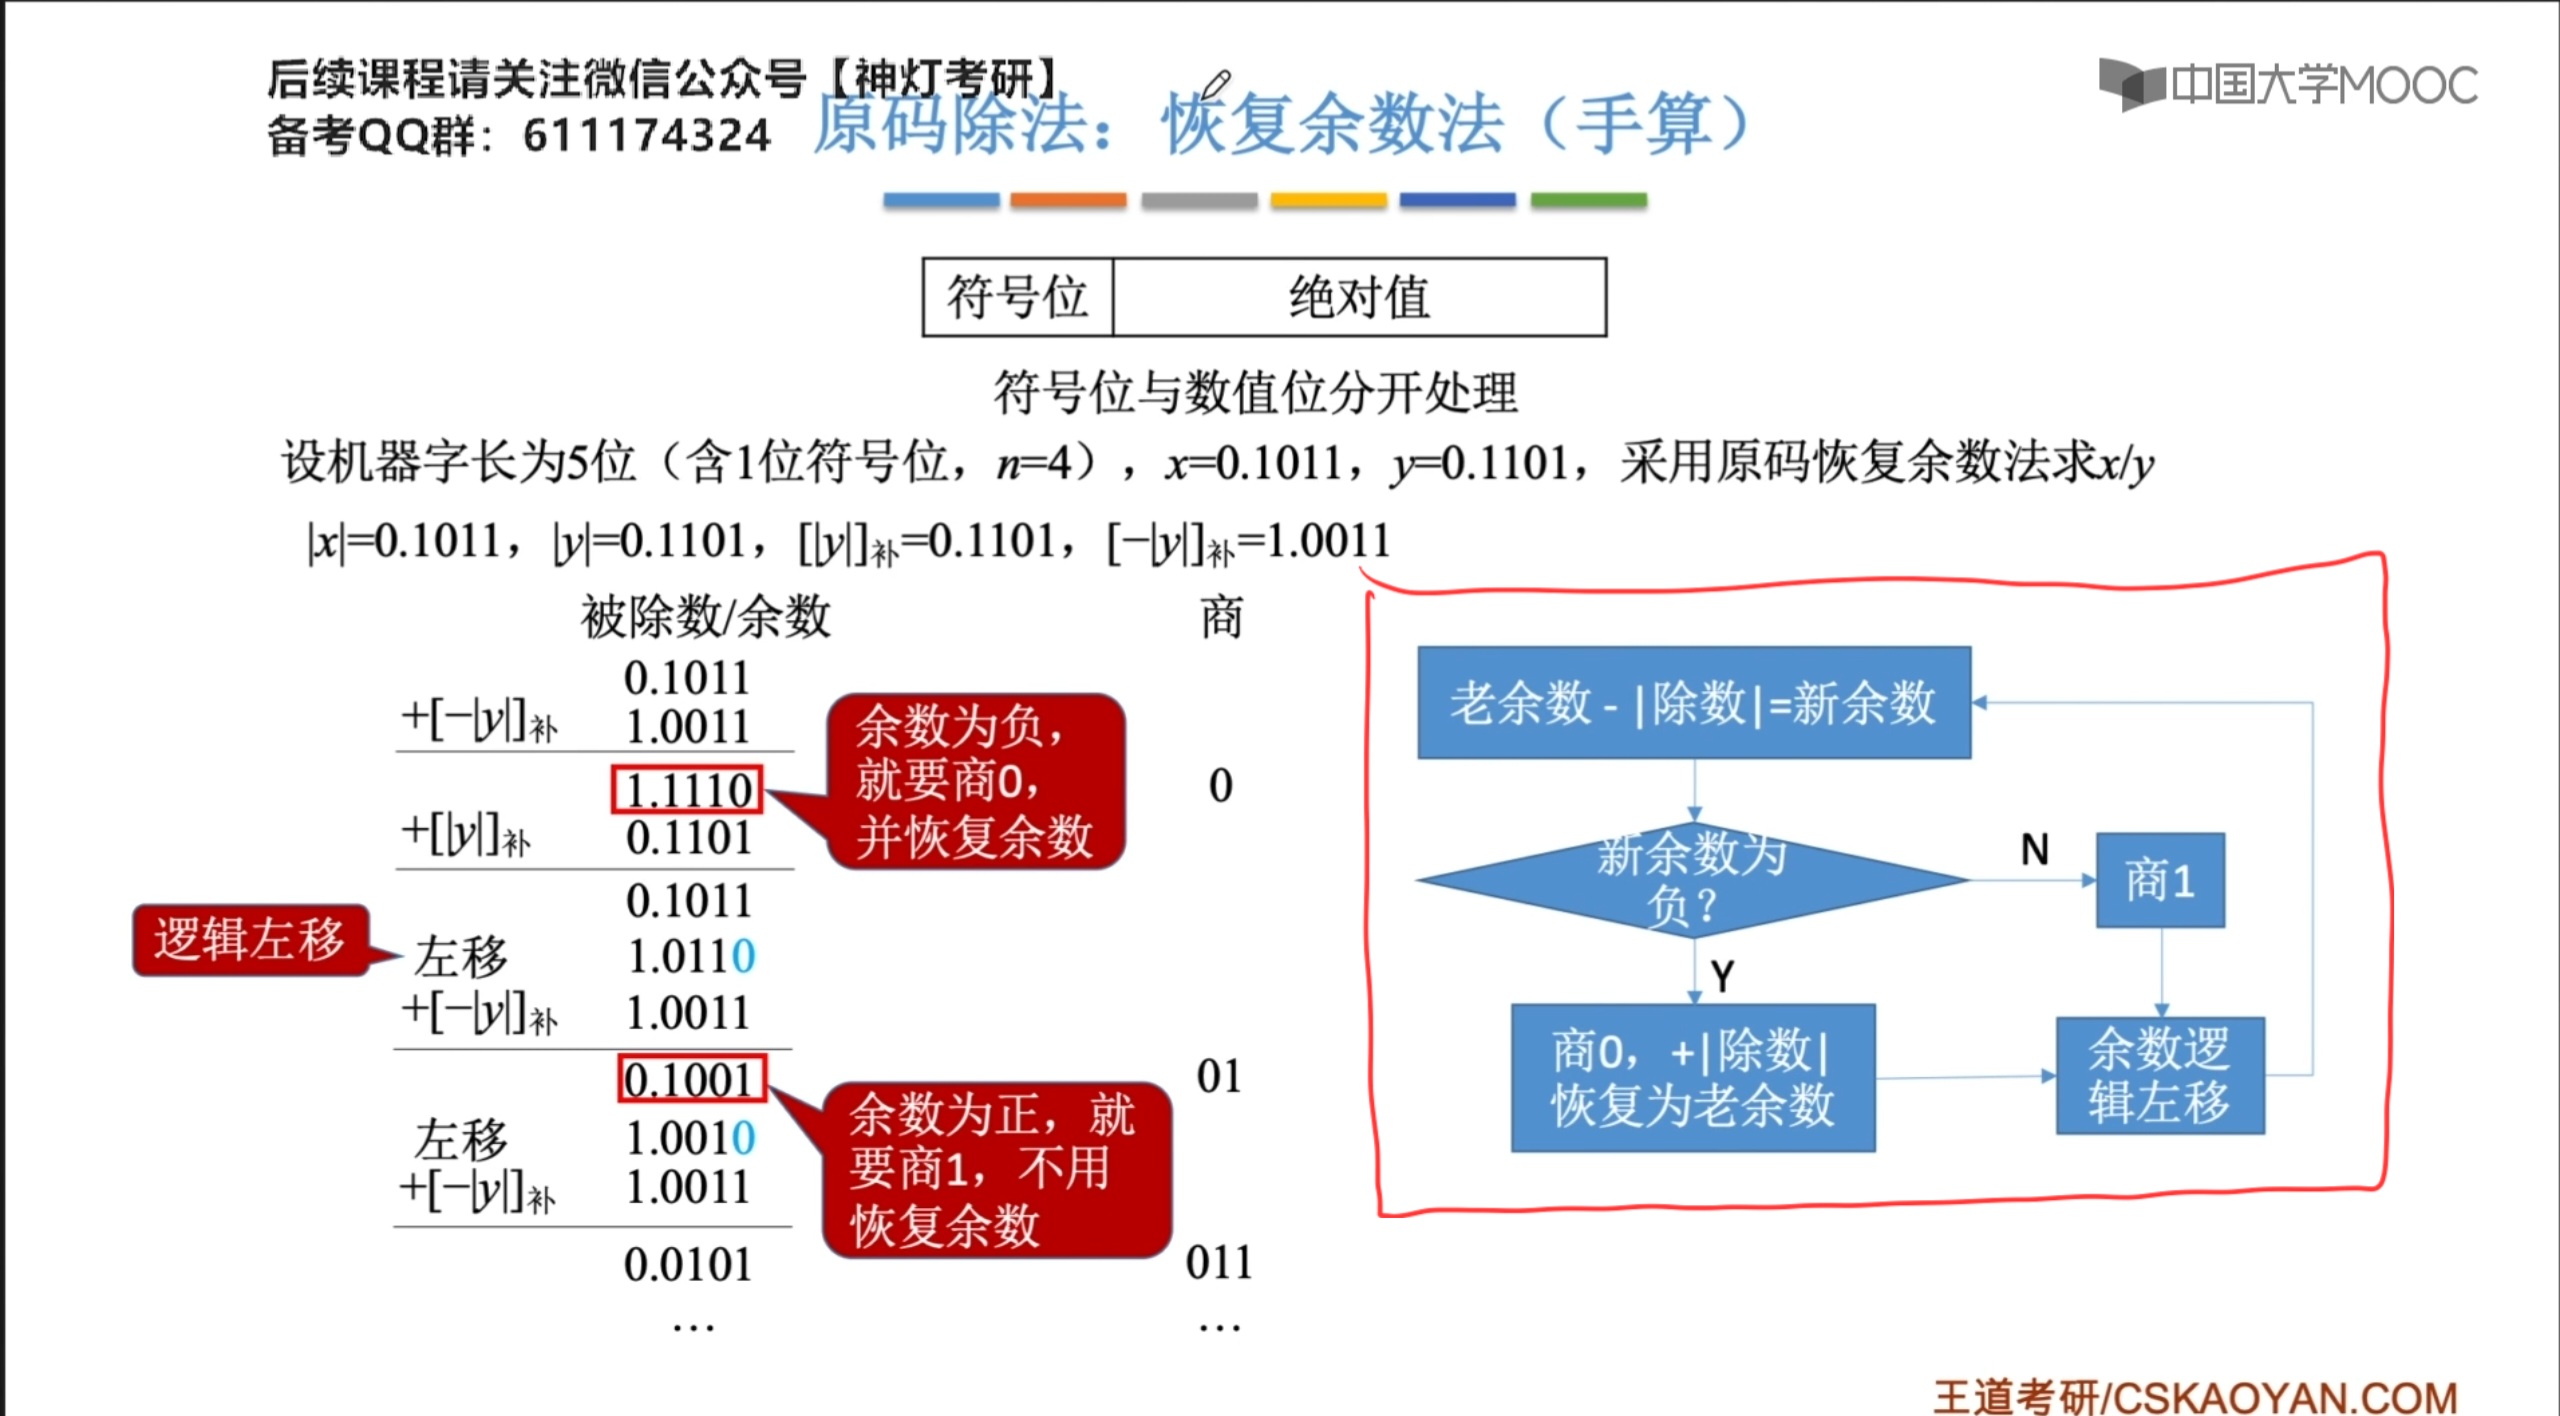 后续课程请关注微信公众号【神灯考研】
备考QQ群：611174324
中国大学MOOC
原码除法：恢复余数法（手算）
符号位 绝对值
符号位与数值位分开处理
设机器字长为5位（含1位符号位，n=4），x=0.1011，y=0.1101，采用原码恢复余数法求x/y
|x|=0.1011，|y|=0.1101，[|y|]补=0.1101，[−|y|]补=1.0011
被除数/余数 商
0.1011
+[−|y|]补 1.0011
1.1110 0
+[|y|]补 0.1101
0.1011
左移 1.0110
+[−|y|]补 1.0011
0.1001 01
左移 1.0010
+[−|y|]补 1.0011
0.0101 011
… …
余数为负，
就要商0，
并恢复余数
逻辑左移
余数为正，就
要商1，不用
恢复余数
老余数 - |除数|=新余数
新余数为
负？
N
商1
Y
商0，+|除数|
恢复为老余数
余数逻
辑左移
王道考研/CSKAOYAN.COM